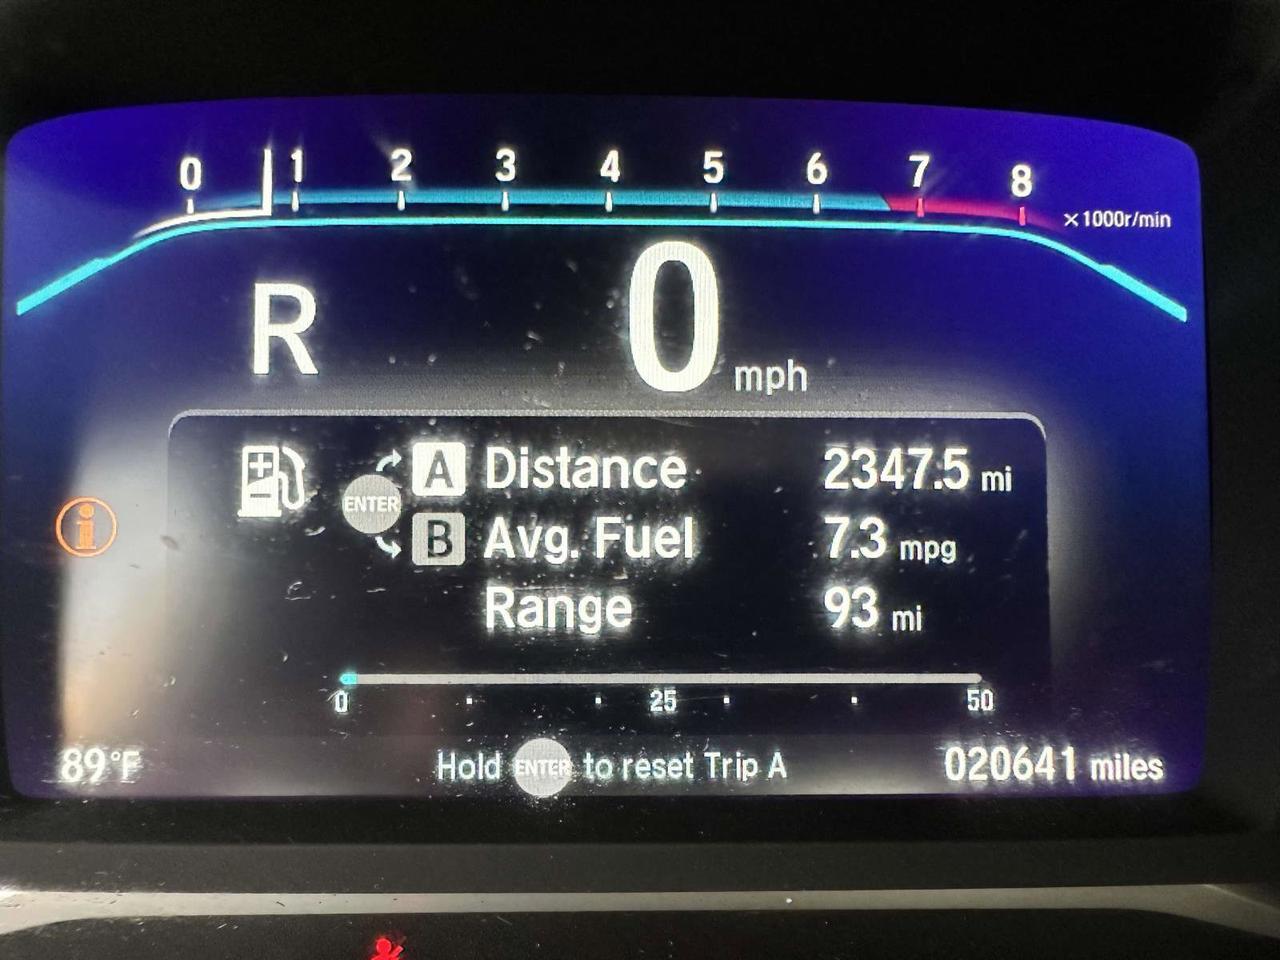 0 1 2 3 4 5 6 7 8
x1000r/min
R 0 mph
A Distance 2347.5 mi
ENTER
B Avg. Fuel 7.3 mpg
Range 93 mi
0 25 50
89°F Hold ENTER to reset Trip A 020641 miles